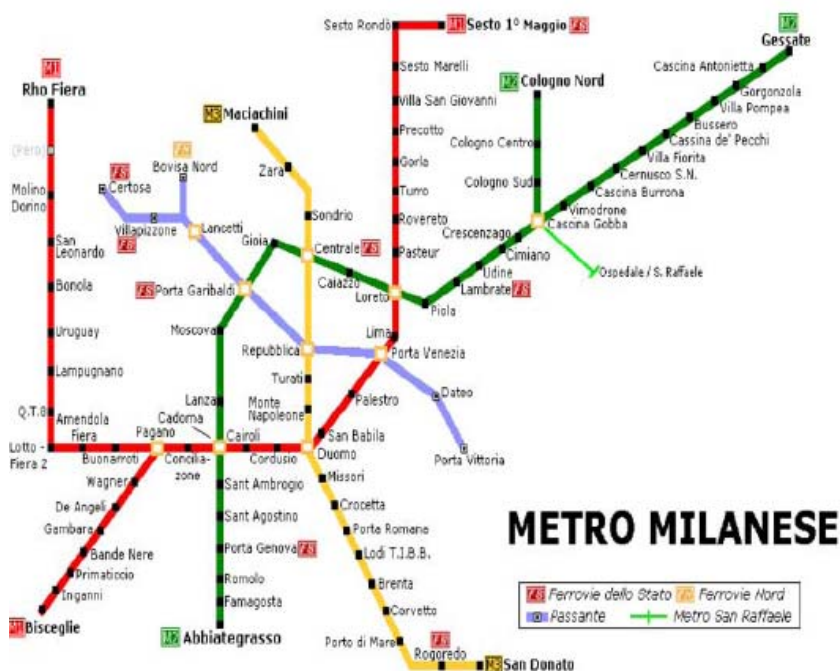 Sesto Rondò
M1 Sesto 1º Maggio FS
M2
Gessate
M1
Rho Fiera
Sesto Marelli
Cascina Antonietta
M2 Cologno Nord
Gorgonzola
M3 Maciachini
Villa San Giovanni
Villa Pompea
(Pero)
Precotto
Bussero
Cologno Centro
Cassina de' Pecchi
FS
FS
Bovisa Nord
Zara
Gorla
Villa Fiorita
Certosa
Cernusco S.N.
Molino
Dorino
Turro
Cologno Sud
Cascina Burrona
Sondrio
Rovereto
Vimodrone
Villapizzone
FS
Lancetti
Gioia
Crescenzago
Cascina Gobba
San
Leonardo
Centrale FS
Pasteur
Cimiano
Caiazzo
Udine
Ospedale / S. Raffaele
Bonola
FS Porta Garibaldi
Loreto
Lambrate FS
Piola
Uruguay
Moscova
Lima
Repubblica
Porta Venezia
Lampugnano
Turati
Dateo
Lanza
Monte
Napoleone
Palestro
Q.T.8
Amendola
Fiera
Cadorna
Pagano
Cairoli
San Babila
Lotto -
Fiera 2
Buonarroti
Concilia-
zone
Cordusio
Duomo
Porta Vittoria
Wagner
Sant Ambrogio
Missori
De Angeli
Crocetta
Gambara
Sant Agostino
Porta Romana
METRO MILANESE
Bande Nere
Porta Genova FS
Lodi T.I.B.B.
Primaticcio
Romolo
Brenta
Inganni
Famagosta
Corvetto
FS Ferrovie dello Stato
Ferrovie Nord
M1 Bisceglie
M2 Abbiategrasso
Porto di Mare
FS
Rogoredo
Passante
Metro San Raffaele
M3 San Donato